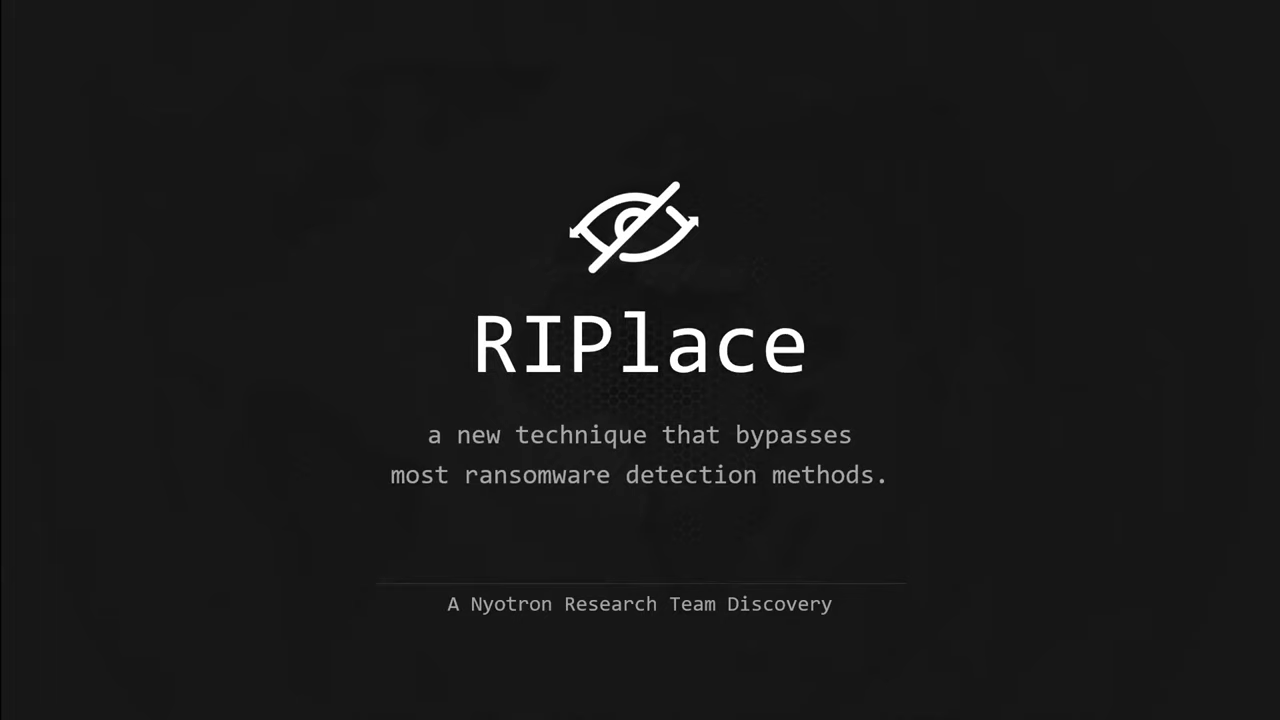 RIPlace
a new technique that bypasses
most ransomware detection methods.
A Nyotron Research Team Discovery